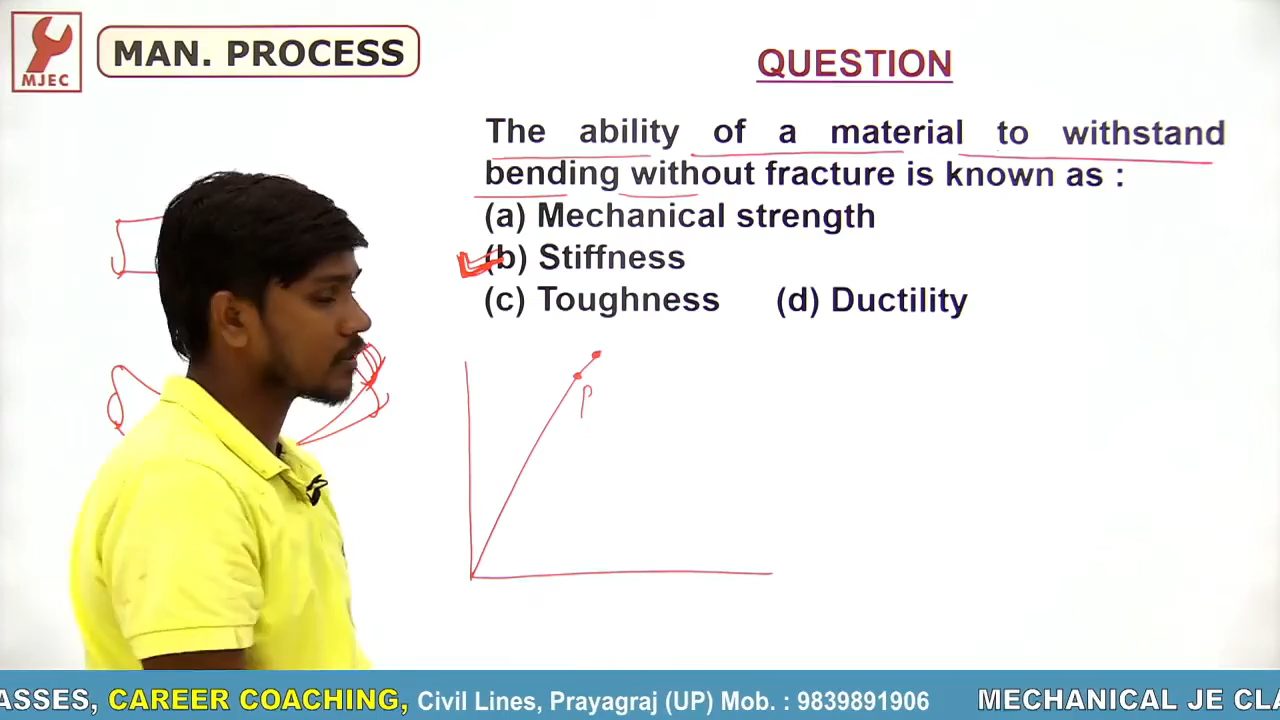 MJEC
MAN. PROCESS
QUESTION
The ability of a material to withstand
bending without fracture is known as :
(a) Mechanical strength
(b) Stiffness
(c) Toughness (d) Ductility
P
ASSES, CAREER COACHING, Civil Lines, Prayagraj (UP) Mob. : 9839891906 MECHANICAL JE CLA